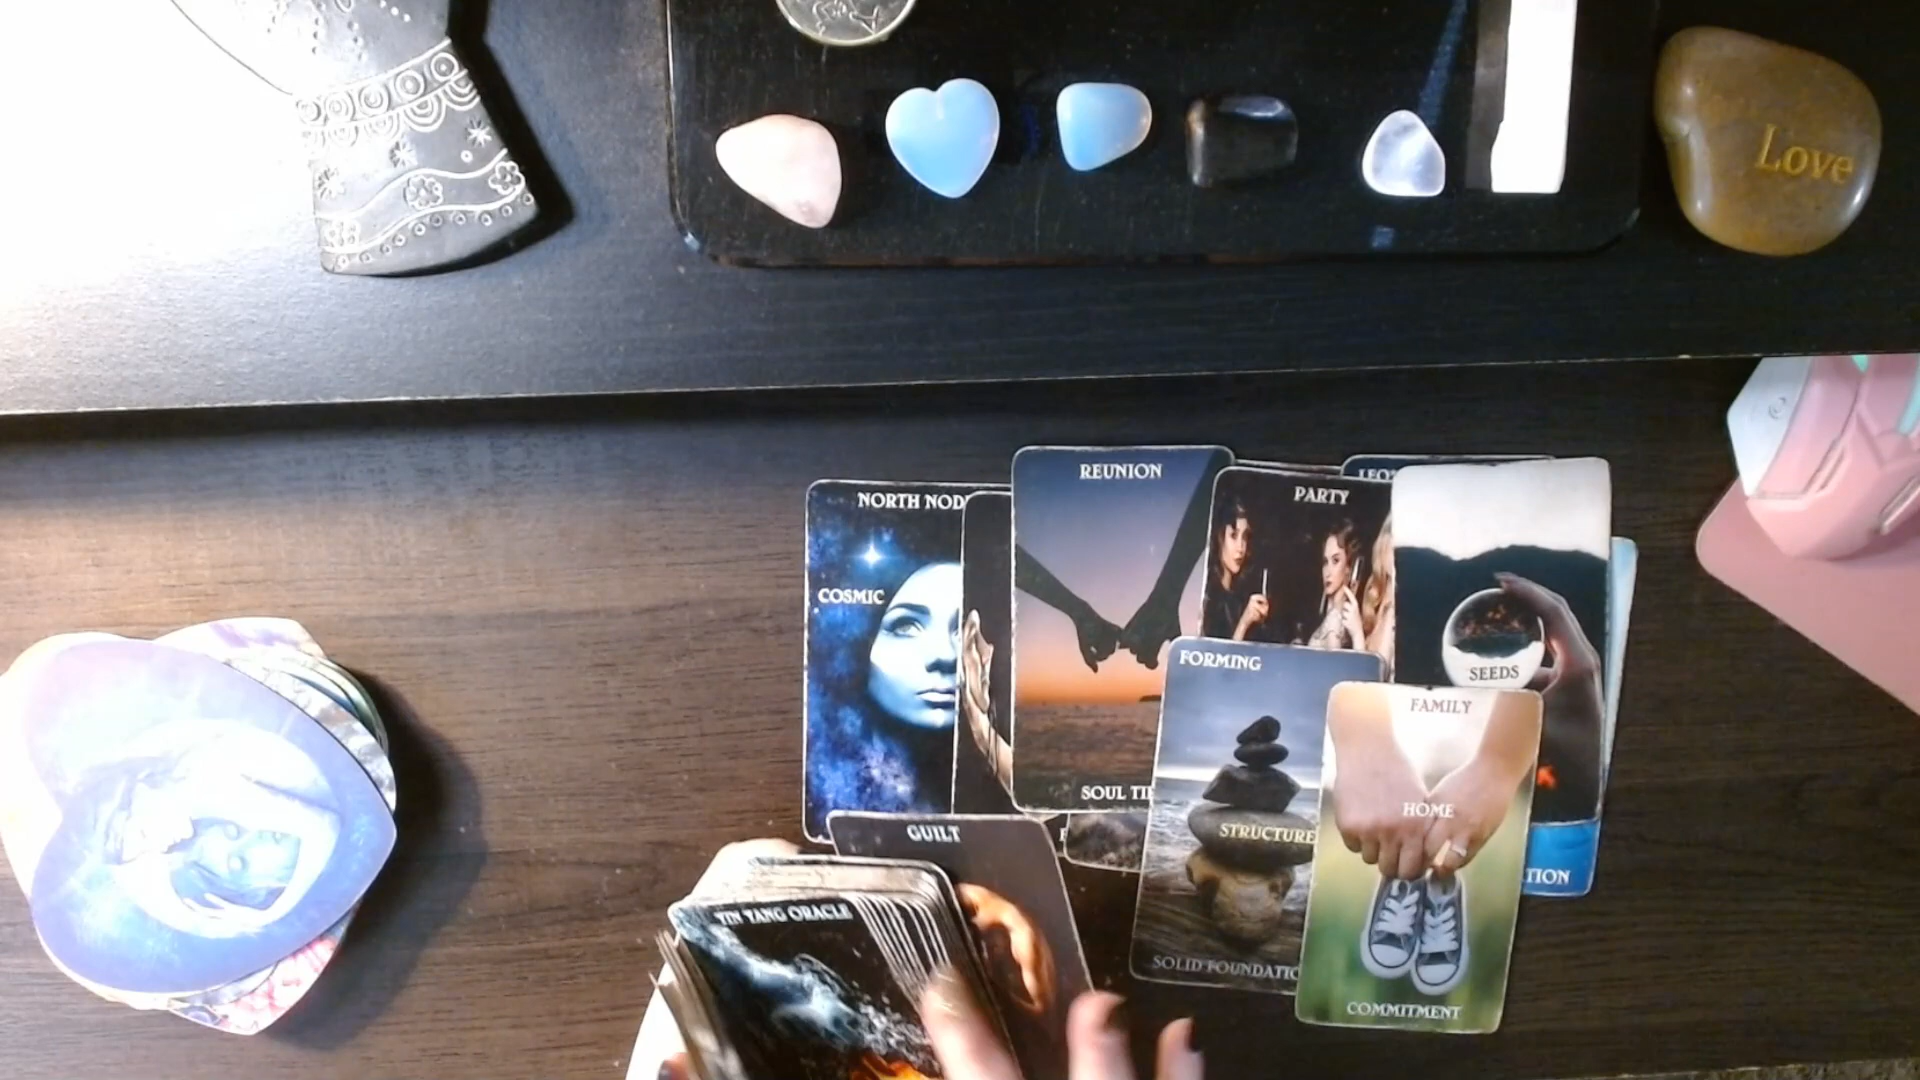 Love
LEO
REUNION
NORTH NOD
PARTY
COSMIC
SEEDS
FORMING
FAMILY
SOUL TI
HOME
STRUCTURE
GUILT
TION
YIN YANG ORACLE
SOLID FOUNDATIO
COMMITMENT